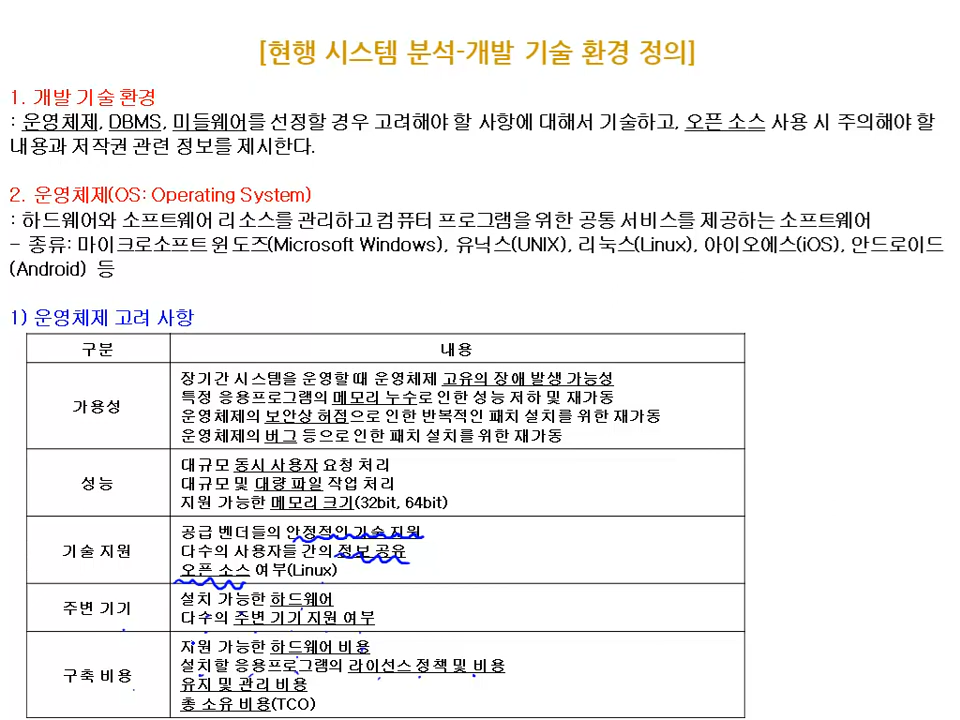 [현행 시스템 분석-개발 기술 환경 정의]
1. 개발 기술 환경
: 운영체제, DBMS, 미들웨어를 선정할 경우 고려해야 할 사항에 대해서 기술하고, 오픈 소스 사용 시 주의해야 할
내용과 저작권 관련 정보를 제시한다.
2. 운영체제(OS: Operating System)
: 하드웨어와 소프트웨어 리소스를 관리하고 컴퓨터 프로그램을 위한 공통 서비스를 제공하는 소프트웨어
- 종류: 마이크로소프트 윈도즈(Microsoft Windows), 유닉스(UNIX), 리눅스(Linux), 아이오에스(iOS), 안드로이드
(Android) 등
1) 운영체제 고려 사항
구분 내용
가용성
장기간 시스템을 운영할 때 운영체제 고유의 장애 발생 가능성
특정 응용프로그램의 메모리 누수로 인한 성능 저하 및 재가동
운영체제의 보안상 허점으로 인한 반복적인 패치 설치를 위한 재가동
운영체제의 버그 등으로 인한 패치 설치를 위한 재가동
성능
대규모 동시 사용자 요청 처리
대규모 및 대량 파일 작업 처리
지원 가능한 메모리 크기(32bit, 64bit)
기술 지원
공급 벤더들의 안정적인 기술 지원
다수의 사용자들 간의 정보 공유
오픈 소스 여부(Linux)
주변 기기
설치 가능한 하드웨어
다수의 주변 기기 지원 여부
구축 비용
지원 가능한 하드웨어 비용
설치할 응용프로그램의 라이선스 정책 및 비용
유지 및 관리 비용
총 소유 비용(TCO)